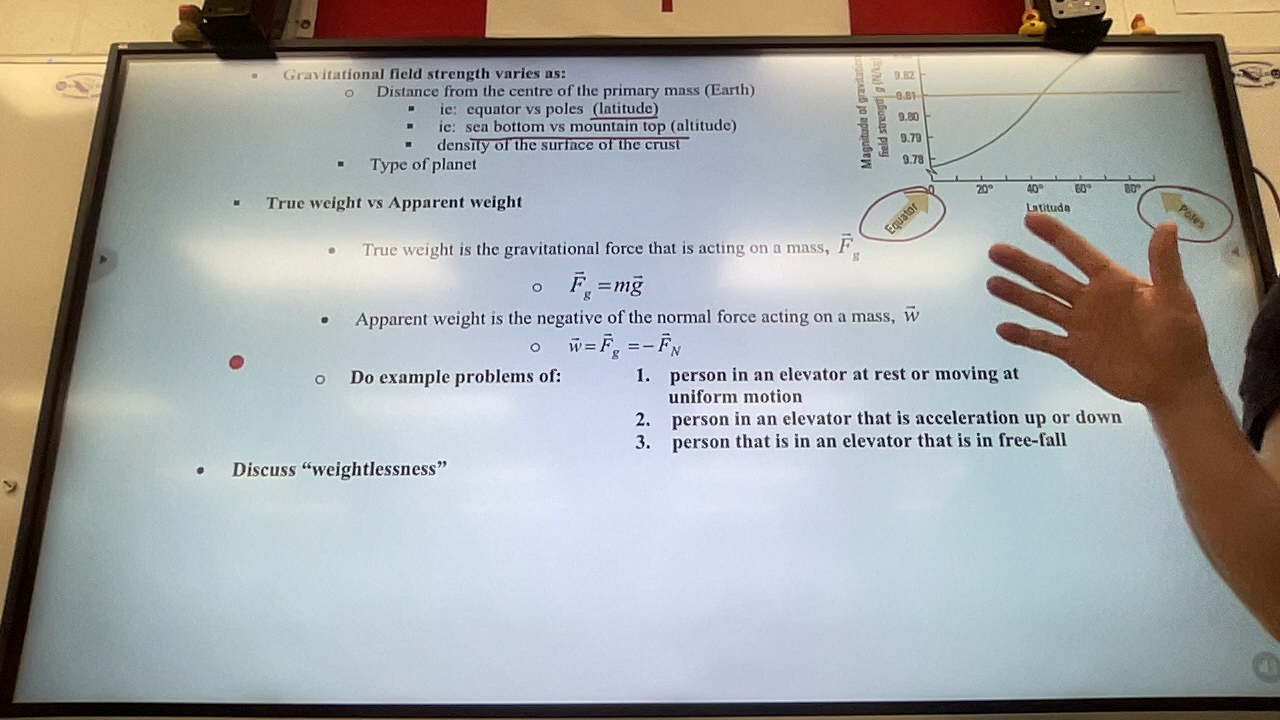 Gravitational field strength varies as:
Distance from the centre of the primary mass (Earth)
ie: equator vs poles (latitude)
ie: sea bottom vs mountain top (altitude)
density of the surface of the crust
Type of planet
True weight vs Apparent weight
True weight is the gravitational force that is acting on a mass, F⃗g
F⃗g = mg⃗
Apparent weight is the negative of the normal force acting on a mass, w⃗
w⃗ = F⃗g = −F⃗N
Do example problems of:
1. person in an elevator at rest or moving at
uniform motion
2. person in an elevator that is acceleration up or down
3. person that is in an elevator that is in free-fall
Discuss “weightlessness”
Magnitude of gravitation
field strength g (N/kg)
9.82
9.81
9.80
9.79
9.78
0 20° 40° 60° 80°
Latitude
Equator
Poles